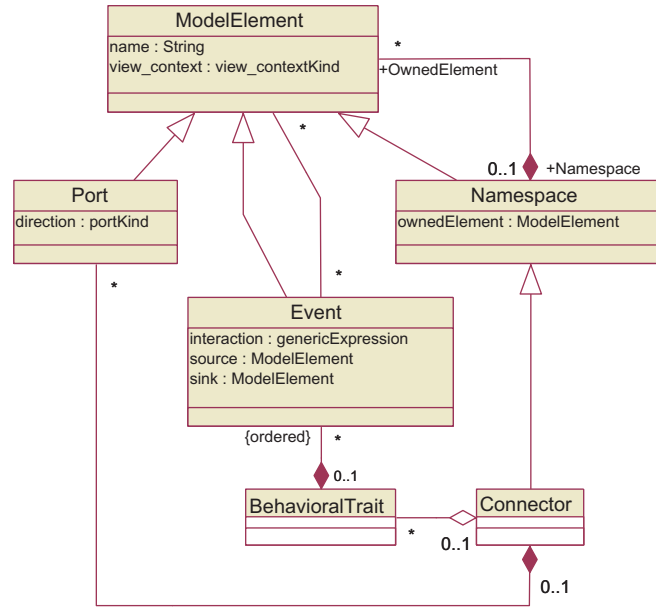 ModelElement
name : String
view_context : view_contextKind
*
+OwnedElement
*
0..1
+Namespace
Port
direction : portKind
*
Namespace
ownedElement : ModelElement
*
Event
interaction : genericExpression
source : ModelElement
sink : ModelElement
{ordered}
*
0..1
BehavioralTrait
*
0..1
Connector
0..1